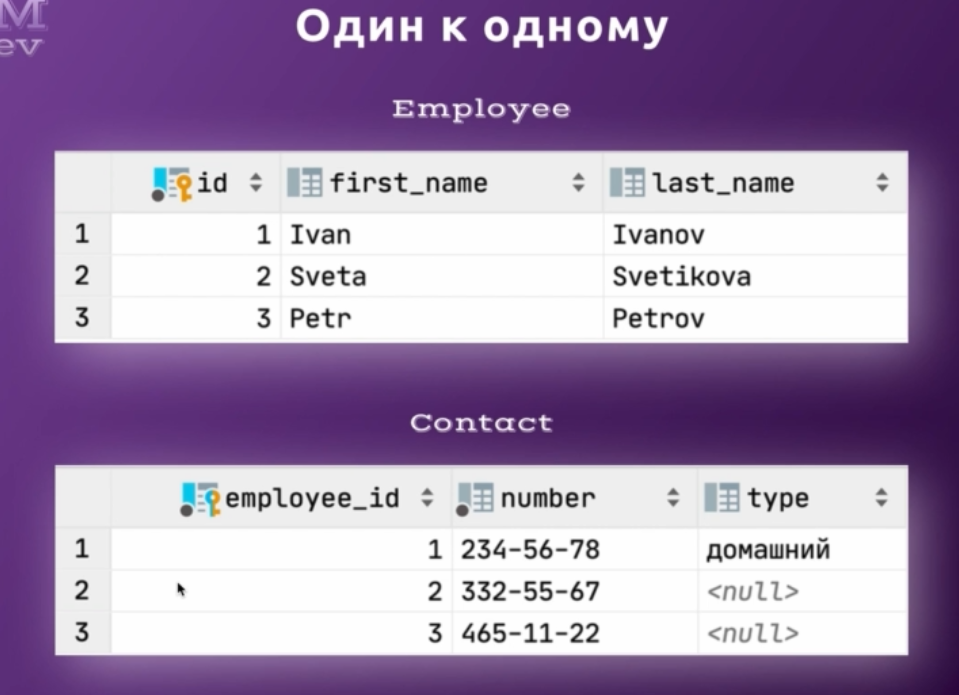 M
ev
Один к одному
Employee
id first_name last_name
1 1 Ivan Ivanov
2 2 Sveta Svetikova
3 3 Petr Petrov
Contact
employee_id number type
1 1 234-56-78 домашний
2 2 332-55-67 <null>
3 3 465-11-22 <null>